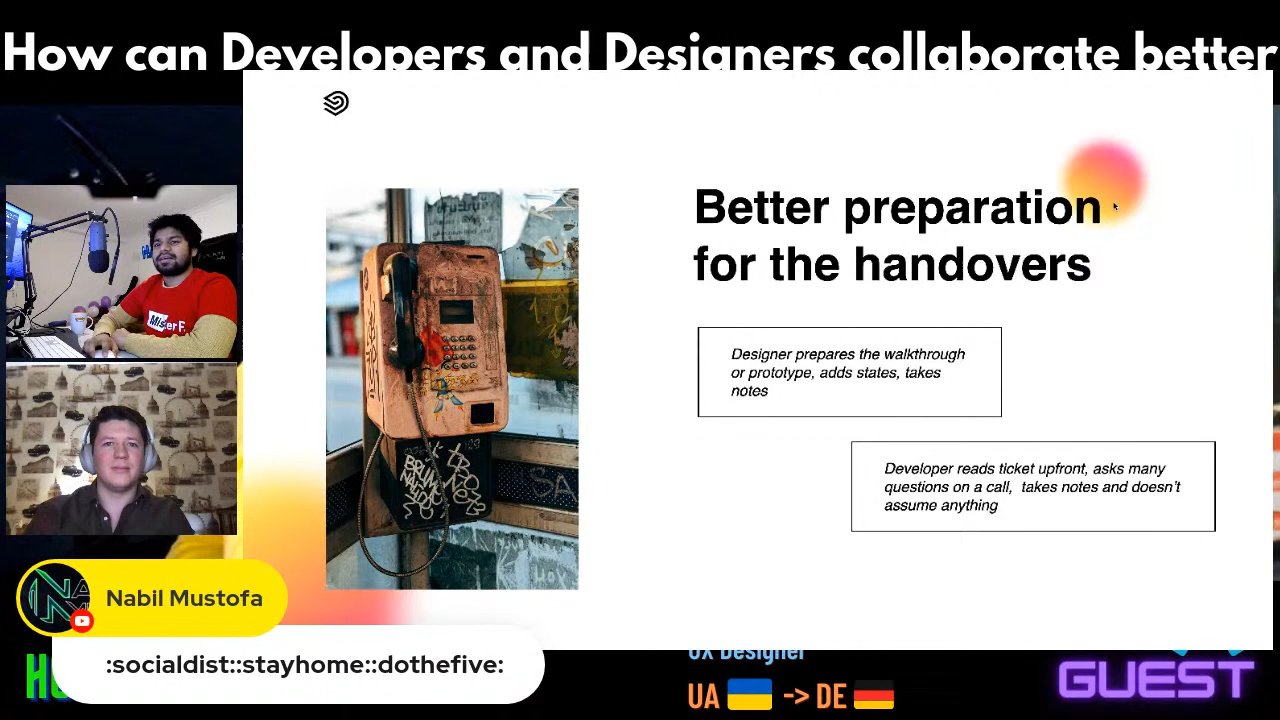 How can Developers and Designers collaborate better
Better preparation
for the handovers
Designer prepares the walkthrough
or prototype, adds states, takes
notes
Developer reads ticket upfront, asks many
questions on a call,  takes notes and doesn't
assume anything
Nabil Mustofa
:socialdist::stayhome::dothefive:
UX Designer
UA -> DE
GUEST